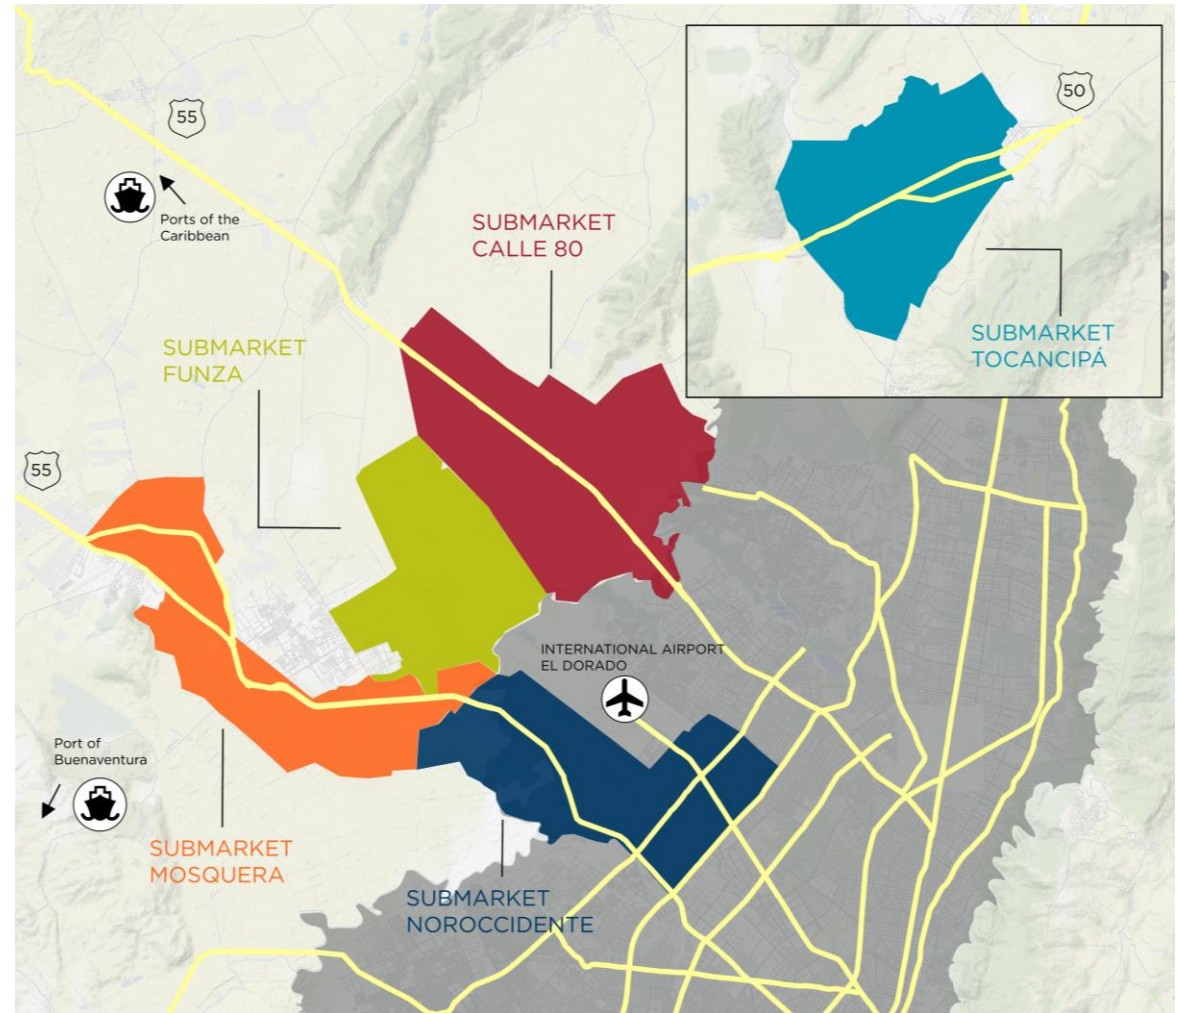 50
55
Ports of the
Caribbean
SUBMARKET
CALLE 80
SUBMARKET
TOCANCIPÁ
SUBMARKET
FUNZA
55
INTERNATIONAL AIRPORT
EL DORADO
Port of
Buenaventura
SUBMARKET
MOSQUERA
SUBMARKET
NOROCCIDENTE